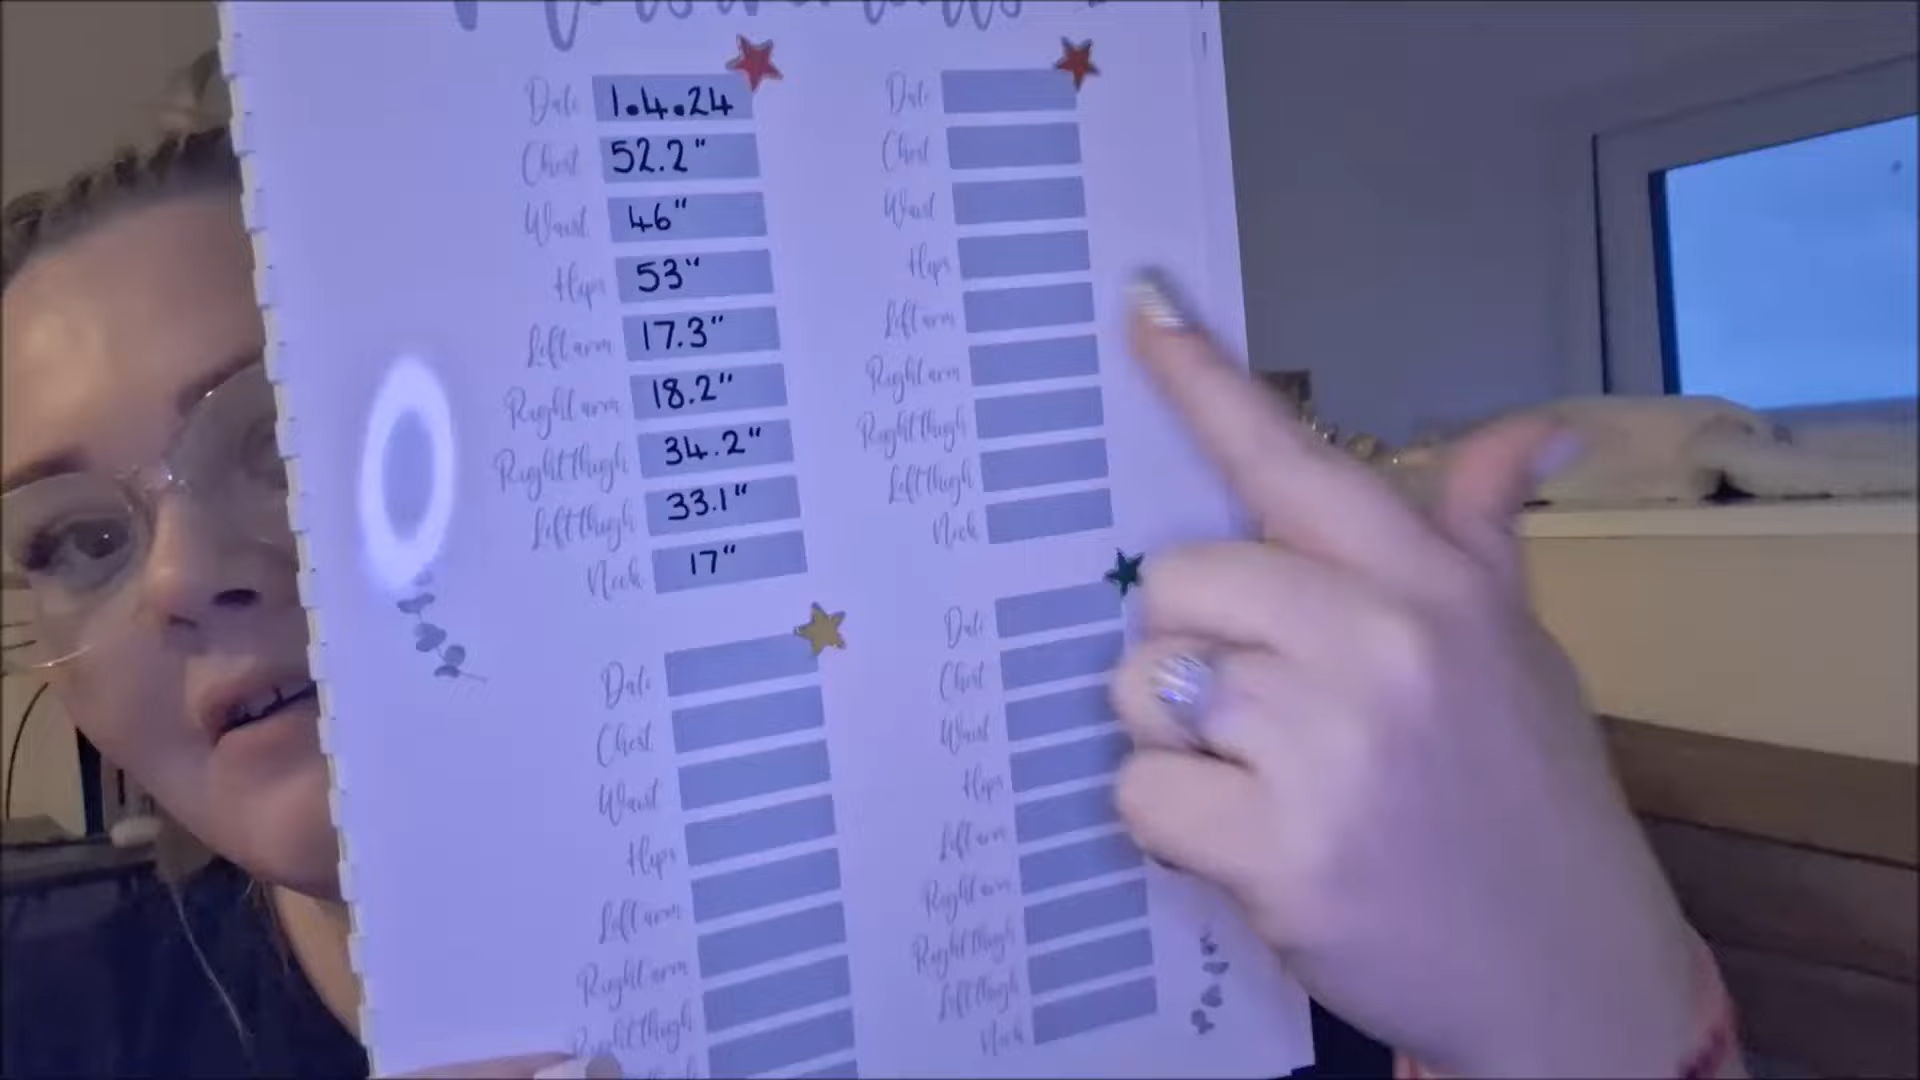 Measurements
Date 1.4.24
Chest 52.2"
Waist 46"
Hips 53"
Left arm 17.3"
Right arm 18.2"
Right thigh 34.2"
Left thigh 33.1"
Neck 17"
Date
Chest
Waist
Hips
Left arm
Right arm
Right thigh
Left thigh
Neck
Date
Chest
Waist
Hips
Left arm
Right arm
Right thigh
Date
Chest
Waist
Hips
Left arm
Right arm
Right thigh
Left thigh
Neck